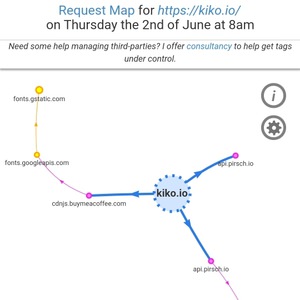 Request Map for https://kiko.io/
on Thursday the 2nd of June at 8am
Need some help managing third-parties? I offer consultancy to help get tags
under control.
fonts.gstatic.com
i
fonts.googleapis.com
api.pirsch.io
cdnjs.buymeacoffee.com
kiko.io
api.pirsch.io